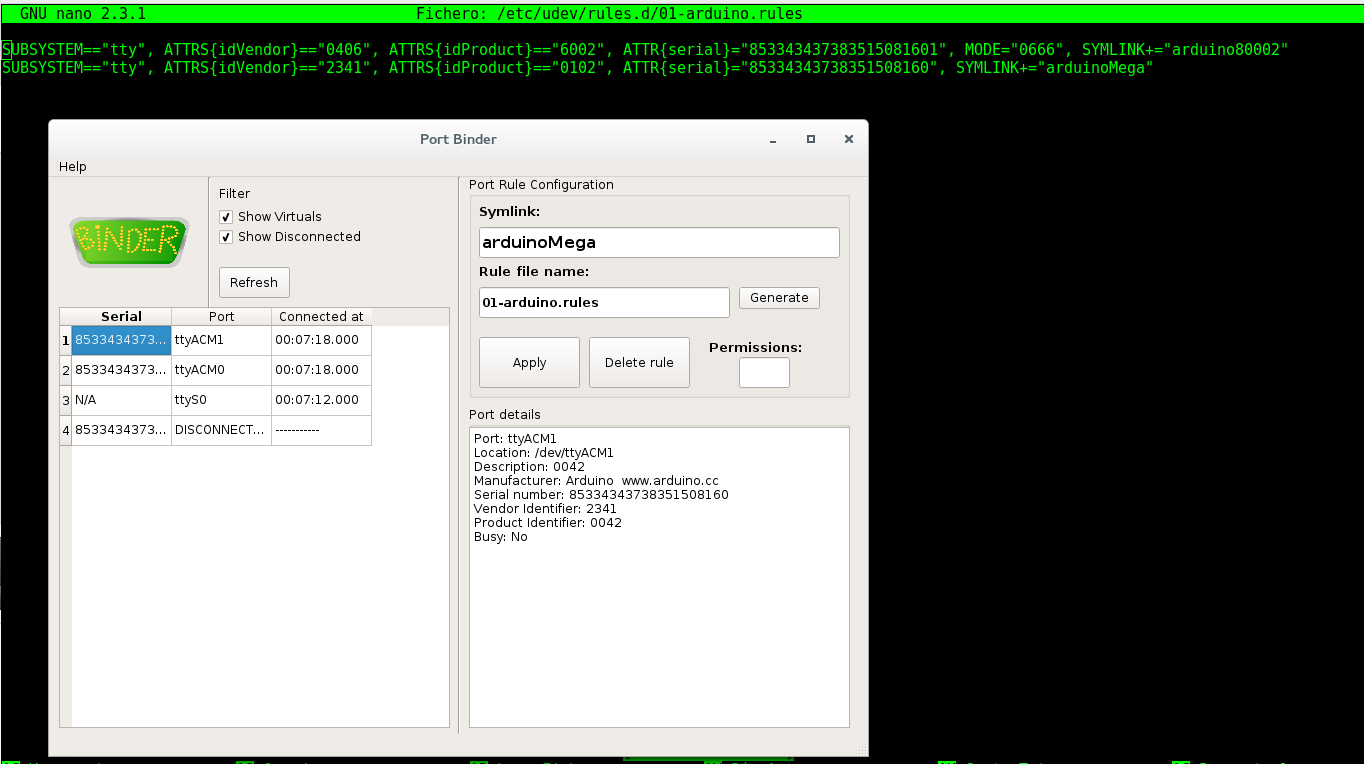 GNU nano 2.3.1 Fichero: /etc/udev/rules.d/01-arduino.rules
SUBSYSTEM=="tty", ATTRS{idVendor}=="0406", ATTRS{idProduct}=="6002", ATTR{serial}="853343437383515081601", MODE="0666", SYMLINK+="arduino80002"
SUBSYSTEM=="tty", ATTRS{idVendor}=="2341", ATTRS{idProduct}=="0102", ATTR{serial}="85334343738351508160", SYMLINK+="arduinoMega"
Port Binder
Help
BINDER
Filter
Show Virtuals
Show Disconnected
Refresh
Serial Port Connected at
1 8533434373... ttyACM1 00:07:18.000
2 8533434373... ttyACM0 00:07:18.000
3 N/A ttyS0 00:07:12.000
4 8533434373... DISCONNECT... -----------
Port Rule Configuration
Symlink:
arduinoMega
Rule file name:
01-arduino.rules
Generate
Apply
Delete rule
Permissions:
Port details
Port: ttyACM1
Location: /dev/ttyACM1
Description: 0042
Manufacturer: Arduino www.arduino.cc
Serial number: 85334343738351508160
Vendor Identifier: 2341
Product Identifier: 0042
Busy: No